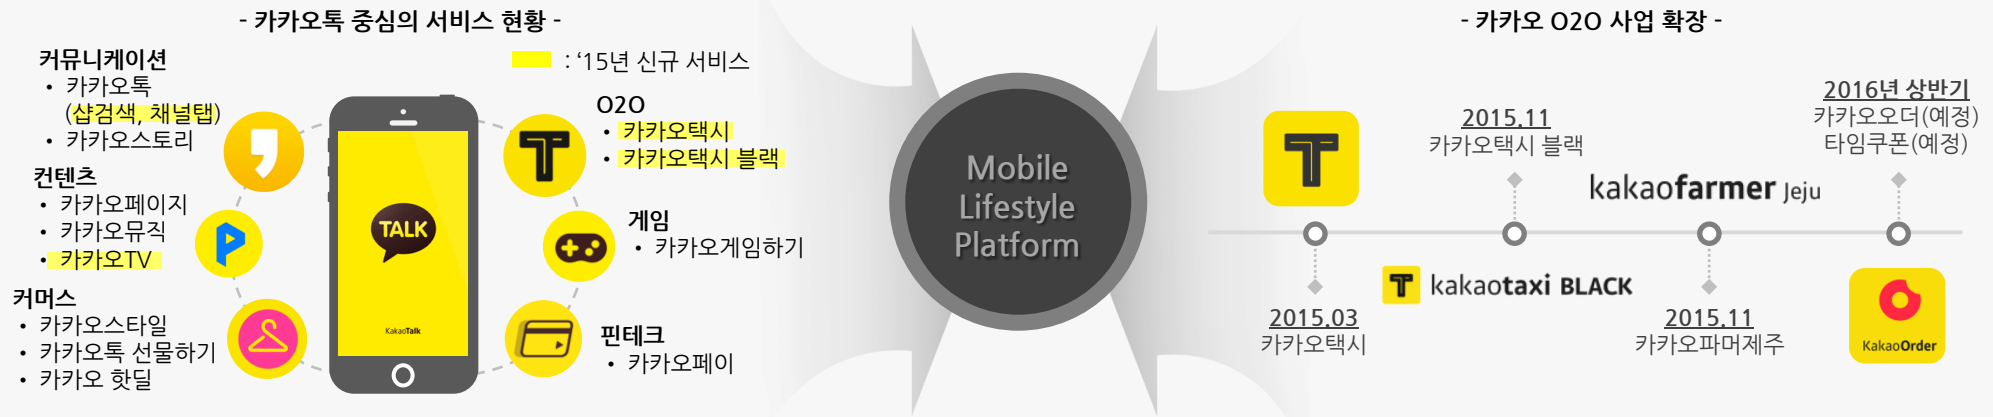 - 카카오톡 중심의 서비스 현황 -
: ‘15년 신규 서비스
커뮤니케이션
• 카카오톡
(샵검색, 채널탭)
• 카카오스토리
컨텐츠
• 카카오페이지
• 카카오뮤직
• 카카오TV
커머스
• 카카오스타일
• 카카오톡 선물하기
• 카카오 핫딜
P
TALK
KakaoTalk
T
O2O
• 카카오택시
• 카카오택시 블랙
게임
• 카카오게임하기
핀테크
• 카카오페이
Mobile
Lifestyle
Platform
- 카카오 O2O 사업 확장 -
T
2015.03
카카오택시
2015.11
카카오택시 블랙
T kakaotaxi BLACK
kakaofarmer Jeju
2015.11
카카오파머제주
2016년 상반기
카카오오더(예정)
타임쿠폰(예정)
KakaoOrder